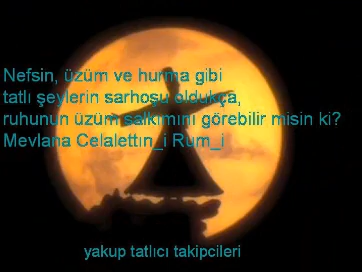 Nefsin, üzüm ve hurma gibi
tatlı şeylerin sarhoşu oldukça,
ruhunun üzüm salkımını görebilir misin ki?
Mevlana Celalettın_i Rum_i
yakup tatlıcı takipcileri